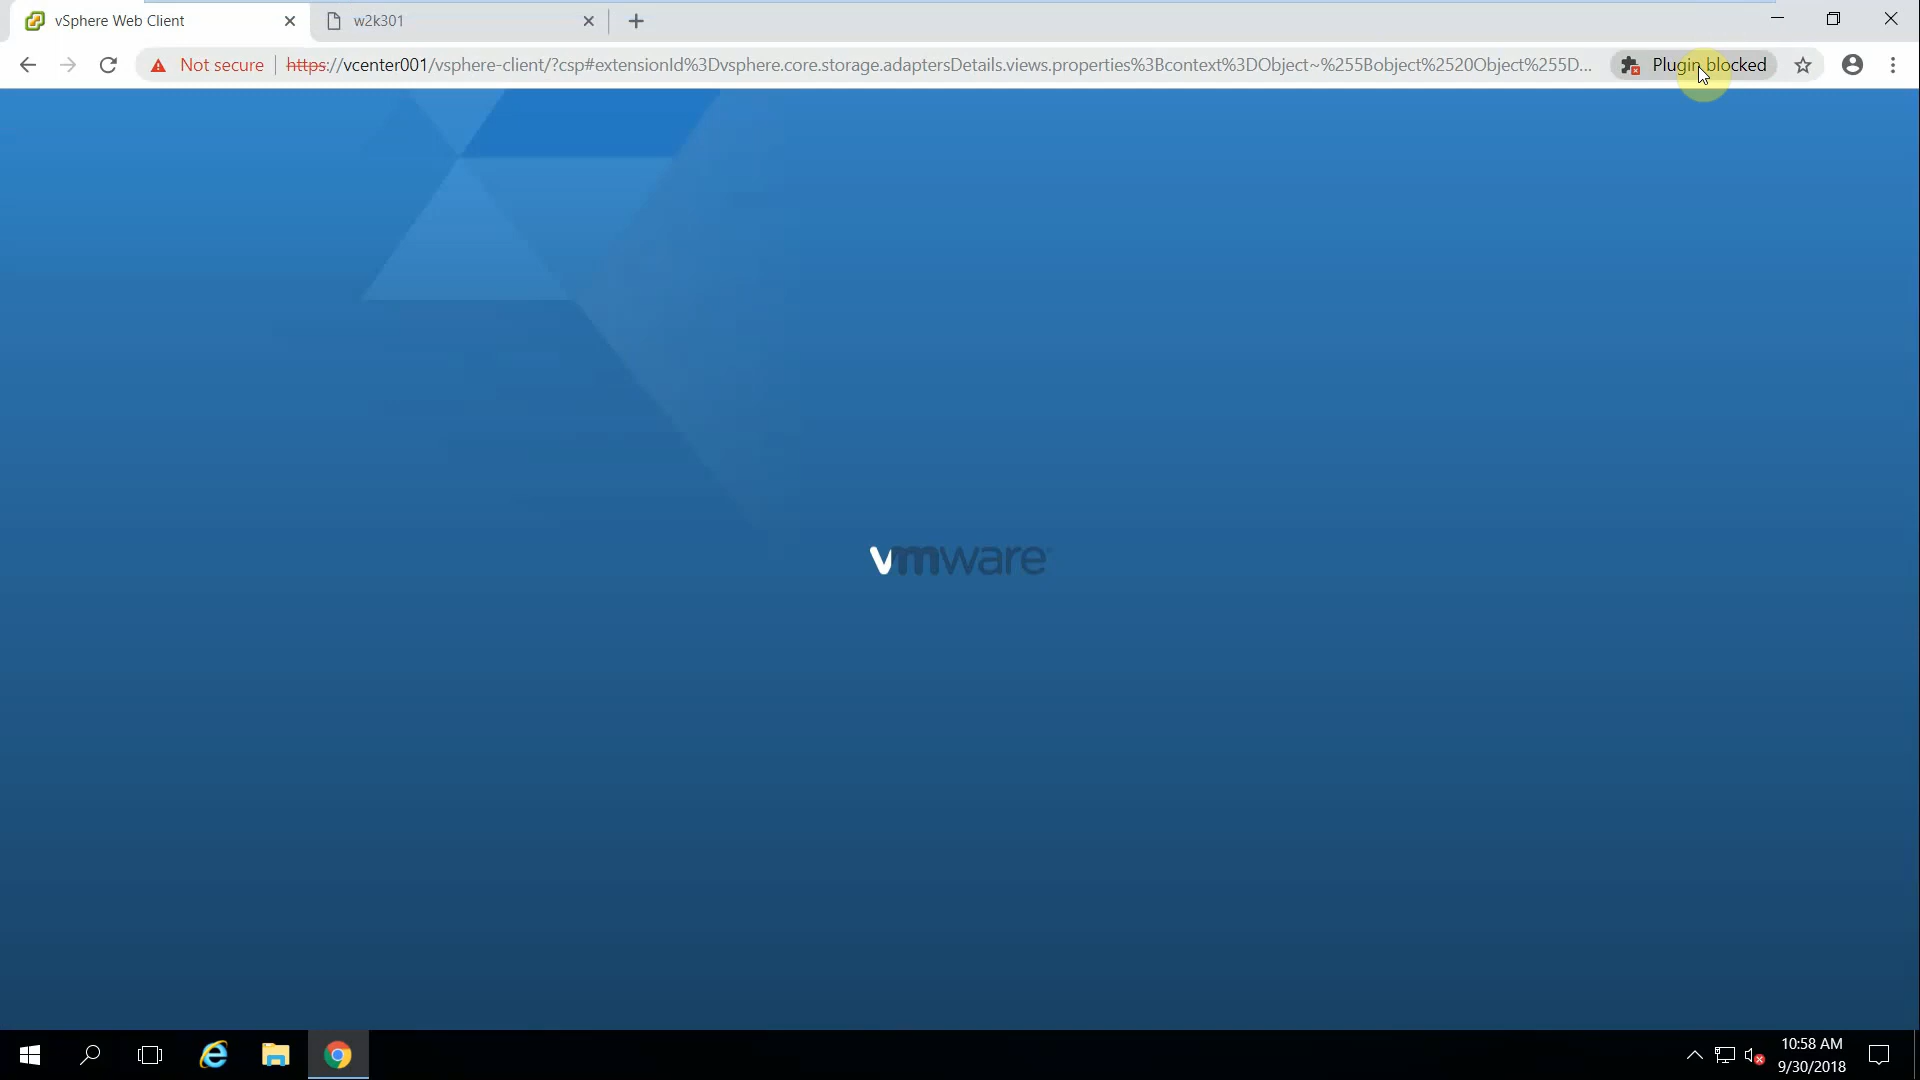 vSphere Web Client
w2k301
Not secure
https://vcenter001/vsphere-client/?csp#extensionId%3Dvsphere.core.storage.adaptersDetails.views.properties%3Bcontext%3DObject~%255Bobject%2520Object%255D...
Plugin blocked
vmware
10:58 AM
9/30/2018